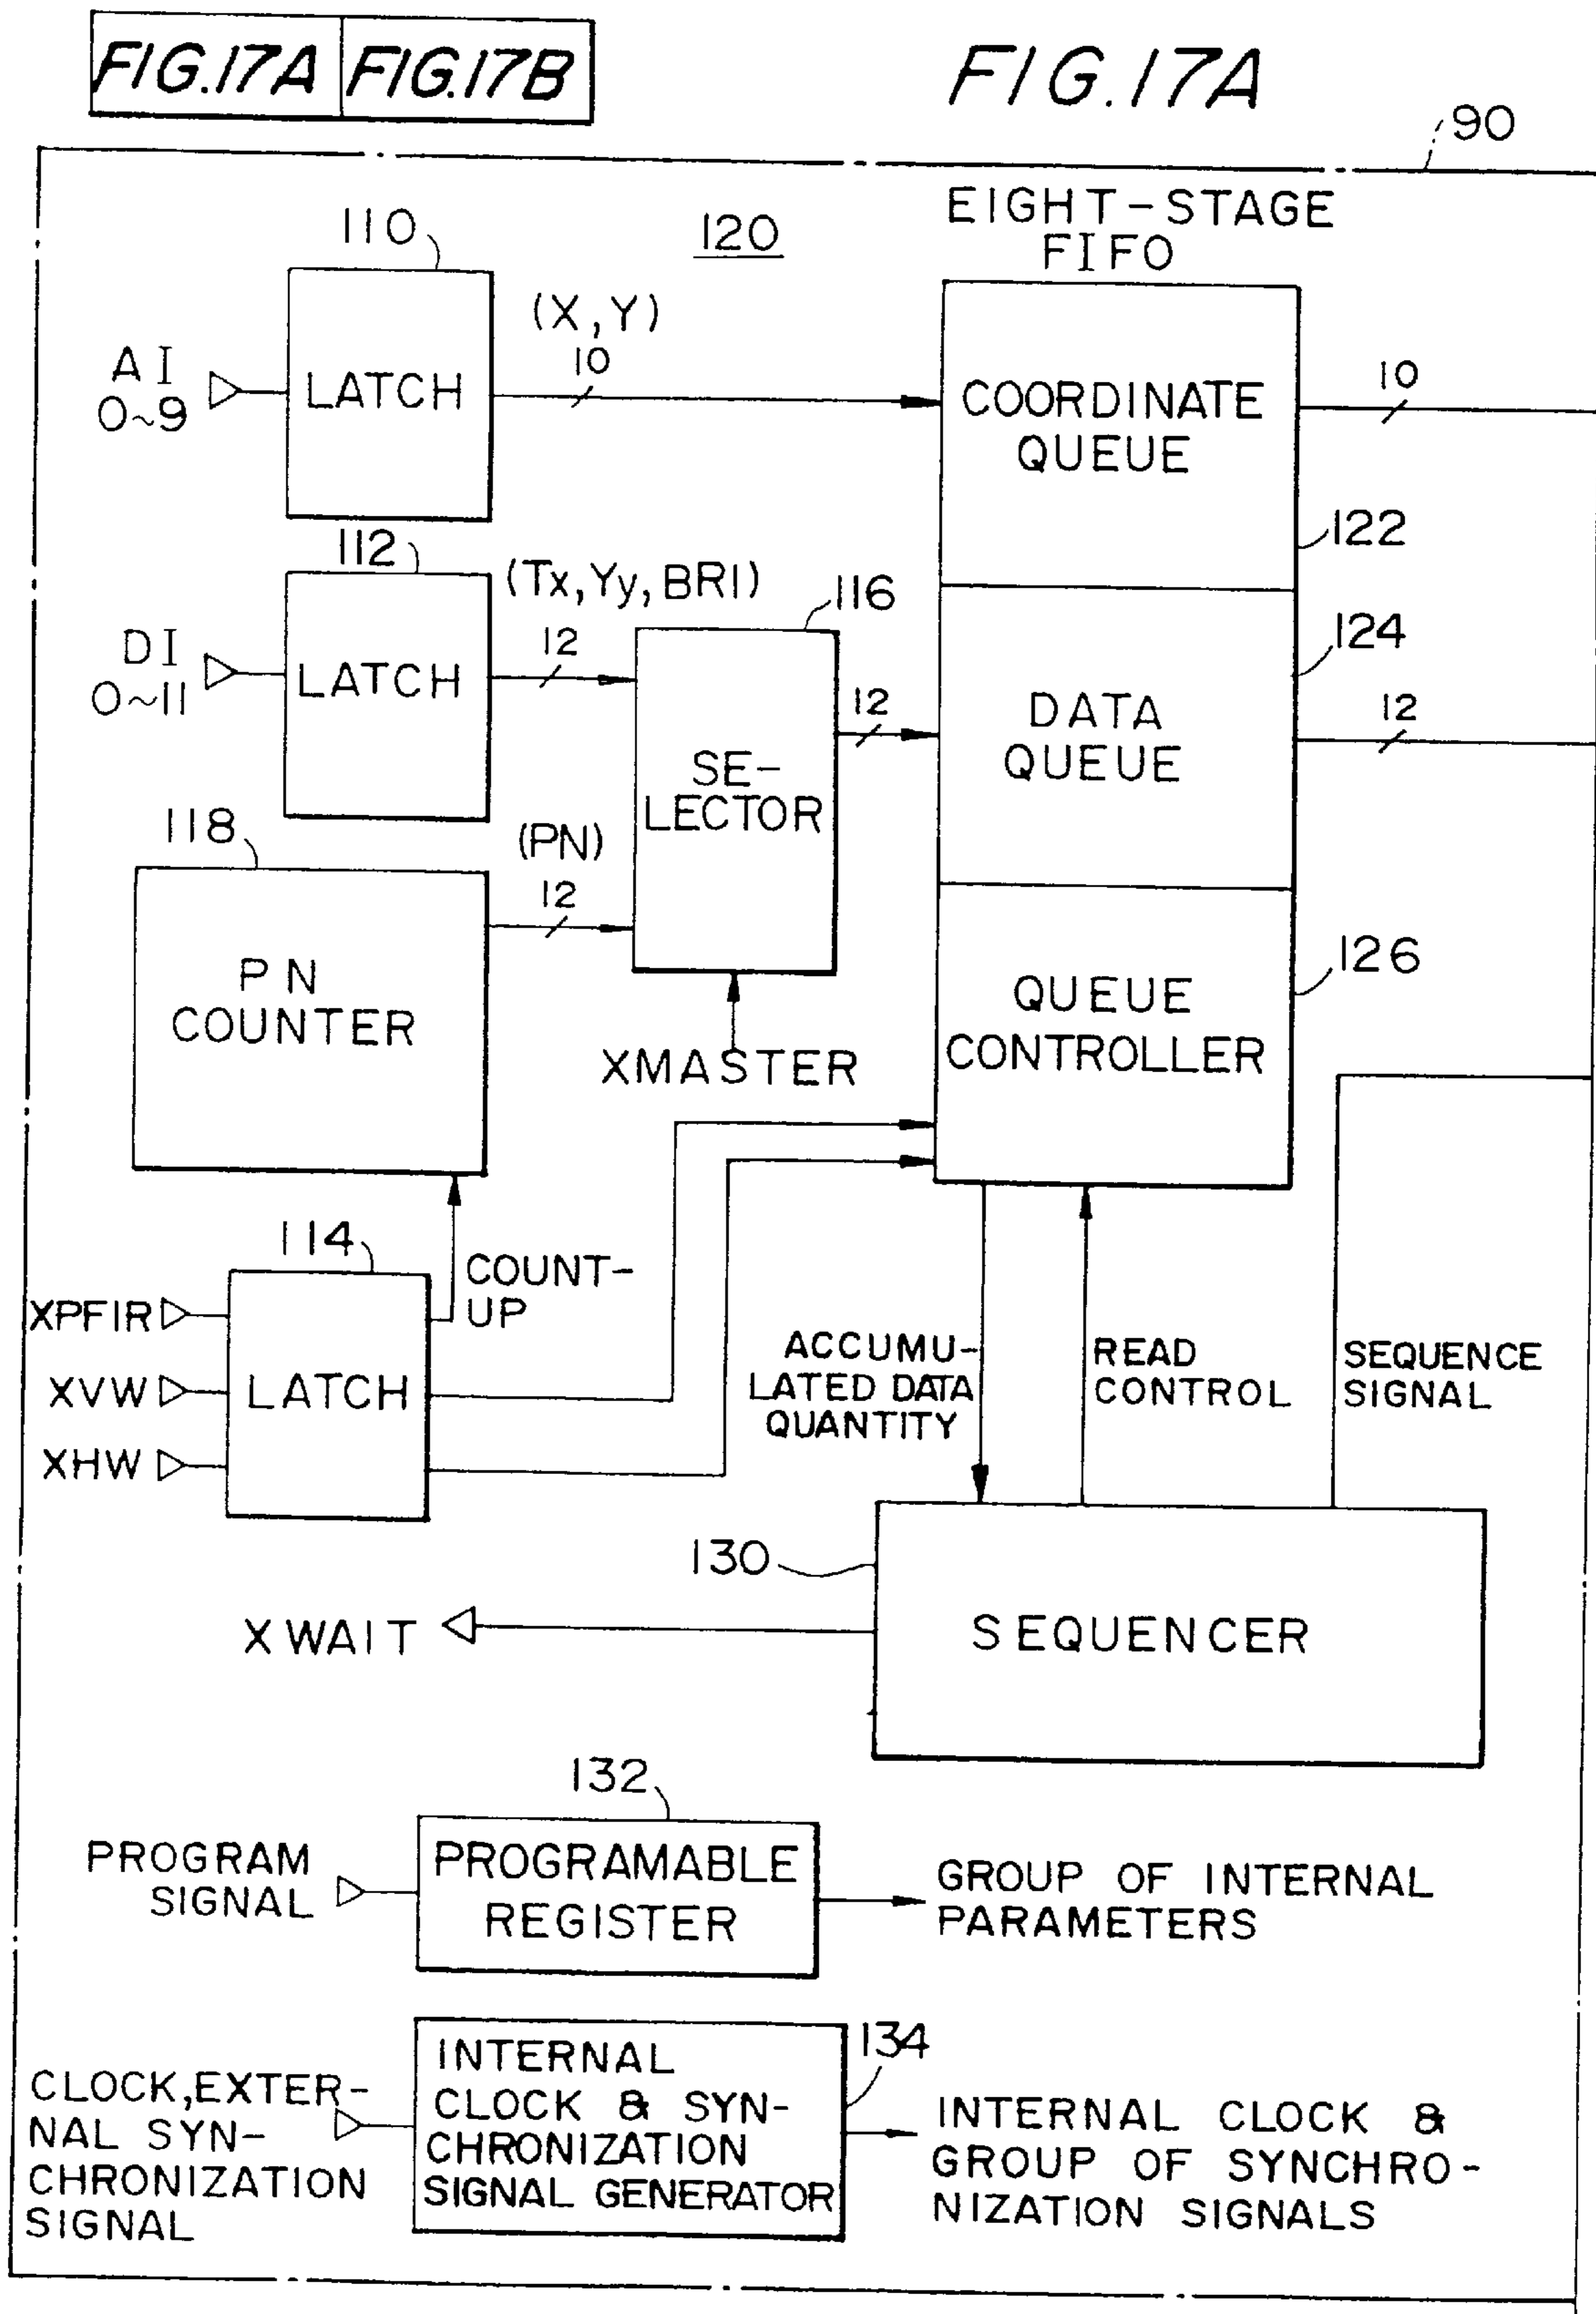 FIG.17A FIG.17B
FIG.17A
90
EIGHT-STAGE
FIFO
110
120
(X,Y)
AI
0~9
LATCH
10
COORDINATE
QUEUE
10
122
112
(Tx,Yy,BRI)
116
124
DI
0~11
LATCH
12
12
DATA
QUEUE
12
SE-
LECTOR
118
(PN)
12
PN
COUNTER
126
QUEUE
CONTROLLER
XMASTER
114
COUNT-
UP
XPFIR
XVW
LATCH
XHW
ACCUMU-
LATED DATA
QUANTITY
READ
CONTROL
SEQUENCE
SIGNAL
130
XWAIT
SEQUENCER
132
PROGRAM
SIGNAL
PROGRAMABLE
REGISTER
GROUP OF INTERNAL
PARAMETERS
134
CLOCK,EXTER-
NAL SYN-
CHRONIZATION
SIGNAL
INTERNAL
CLOCK & SYN-
CHRONIZATION
SIGNAL GENERATOR
INTERNAL CLOCK &
GROUP OF SYNCHRO-
NIZATION SIGNALS